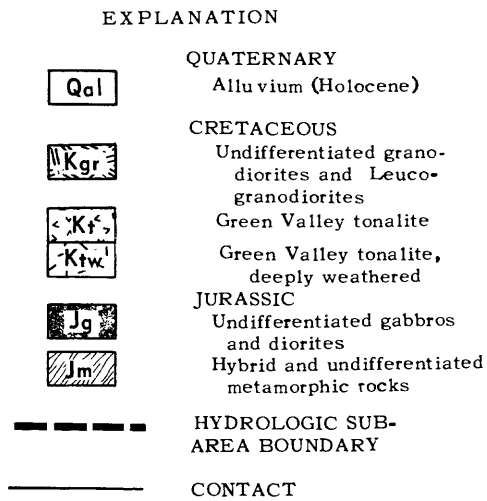 EXPLANATION
QUATERNARY
Qal
Alluvium (Holocene)
CRETACEOUS
Kgr
Undifferentiated grano-
diorites and Leuco-
granodiorites
Kt
Green Valley tonalite
Ktw
Green Valley tonalite,
deeply weathered
JURASSIC
Jg
Undifferentiated gabbros
and diorites
Jm
Hybrid and undifferentiated
metamorphic rocks
HYDROLOGIC SUB-
AREA BOUNDARY
CONTACT